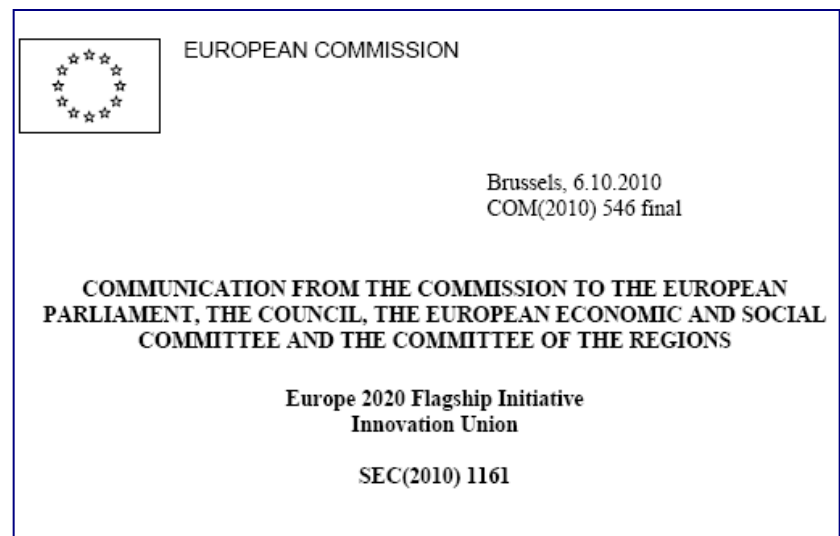 EUROPEAN COMMISSION
Brussels, 6.10.2010
COM(2010) 546 final
COMMUNICATION FROM THE COMMISSION TO THE EUROPEAN
PARLIAMENT, THE COUNCIL, THE EUROPEAN ECONOMIC AND SOCIAL
COMMITTEE AND THE COMMITTEE OF THE REGIONS
Europe 2020 Flagship Initiative
Innovation Union
SEC(2010) 1161